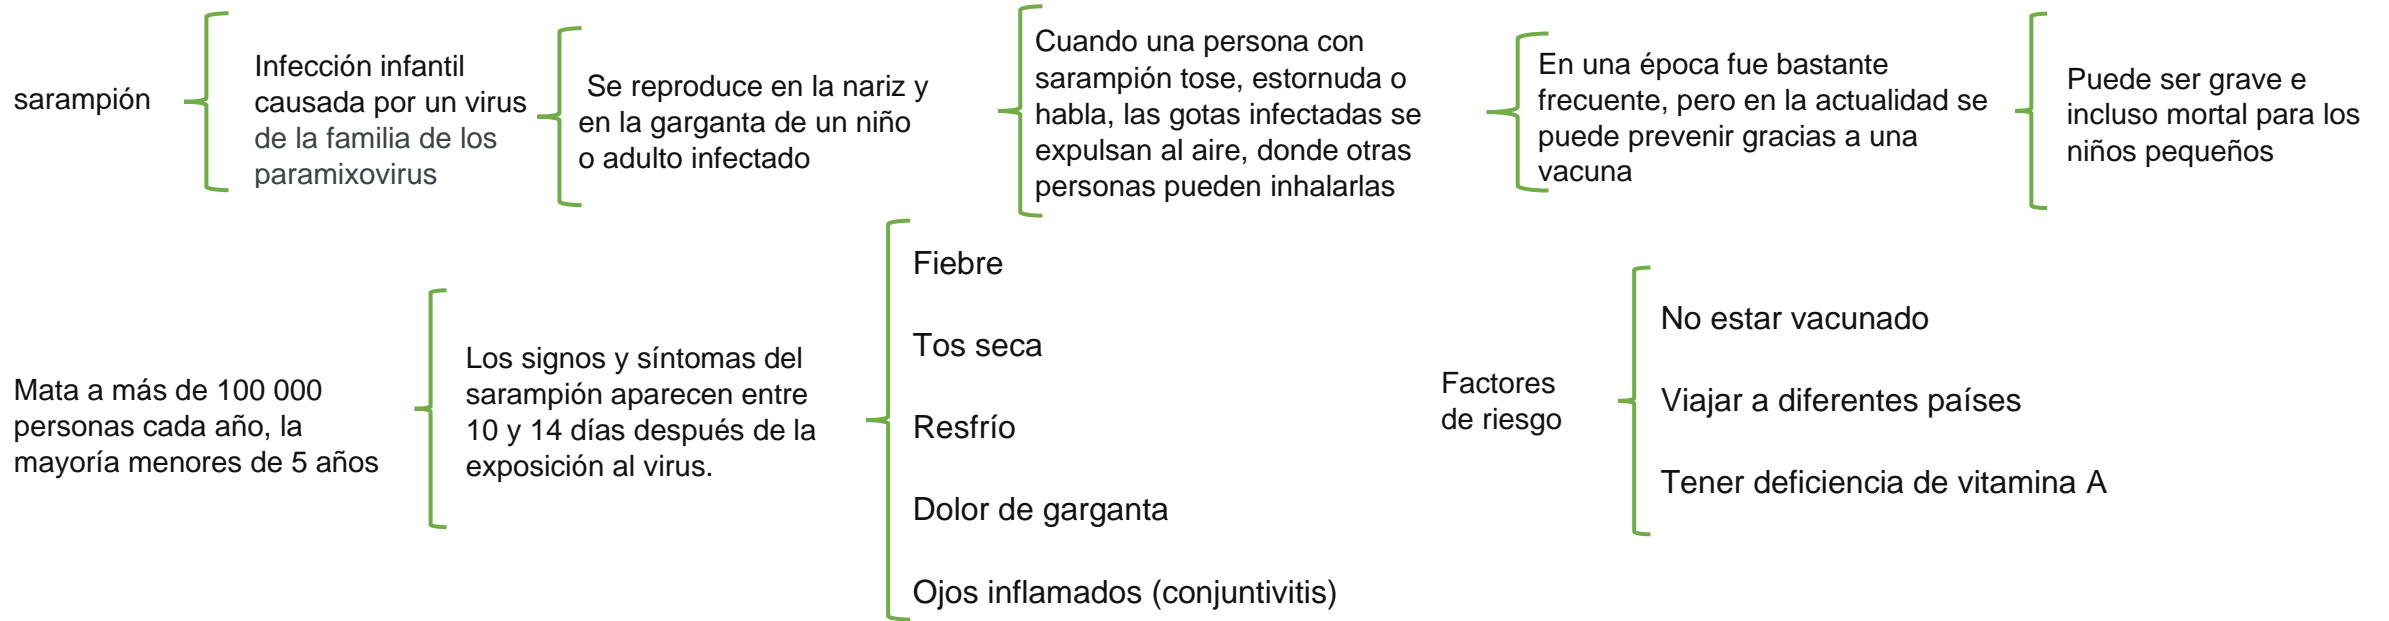 sarampión
Infección infantil
causada por un virus
de la familia de los
paramixovirus
Se reproduce en la nariz y
en la garganta de un niño
o adulto infectado
Cuando una persona con
sarampión tose, estornuda o
habla, las gotas infectadas se
expulsan al aire, donde otras
personas pueden inhalarlas
En una época fue bastante
frecuente, pero en la actualidad se
puede prevenir gracias a una
vacuna
Puede ser grave e
incluso mortal para los
niños pequeños
Mata a más de 100 000
personas cada año, la
mayoría menores de 5 años
Los signos y síntomas del
sarampión aparecen entre
10 y 14 días después de la
exposición al virus.
Fiebre
Tos seca
Resfrío
Dolor de garganta
Ojos inflamados (conjuntivitis)
Factores
de riesgo
No estar vacunado
Viajar a diferentes países
Tener deficiencia de vitamina A